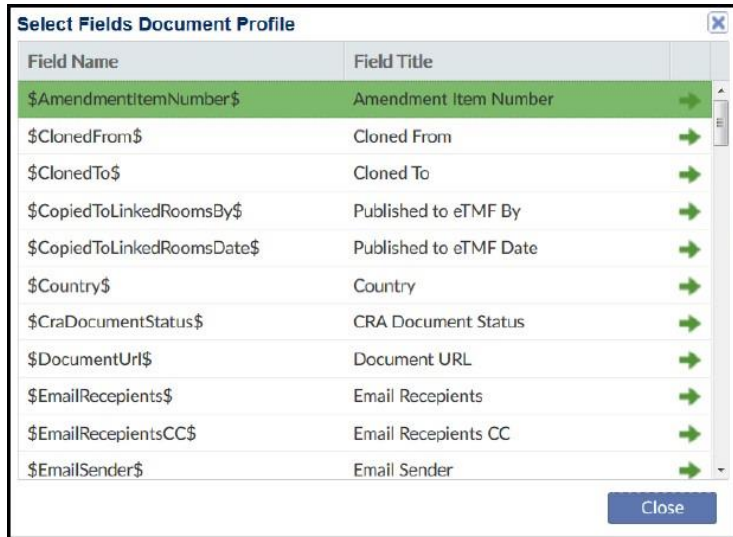 Select Fields Document Profile
Field Name Field Title
$AmendmentItemNumber$ Amendment Item Number
$ClonedFrom$ Cloned From
$ClonedTo$ Cloned To
$CopiedToLinkedRoomsBy$ Published to eTMF By
$CopiedToLinkedRoomsDate$ Published to eTMF Date
$Country$ Country
$CraDocumentStatus$ CRA Document Status
$DocumentUrl$ Document URL
$EmailRecepients$ Email Recepients
$EmailRecepientsCC$ Email Recepients CC
$EmailSender$ Email Sender
Close